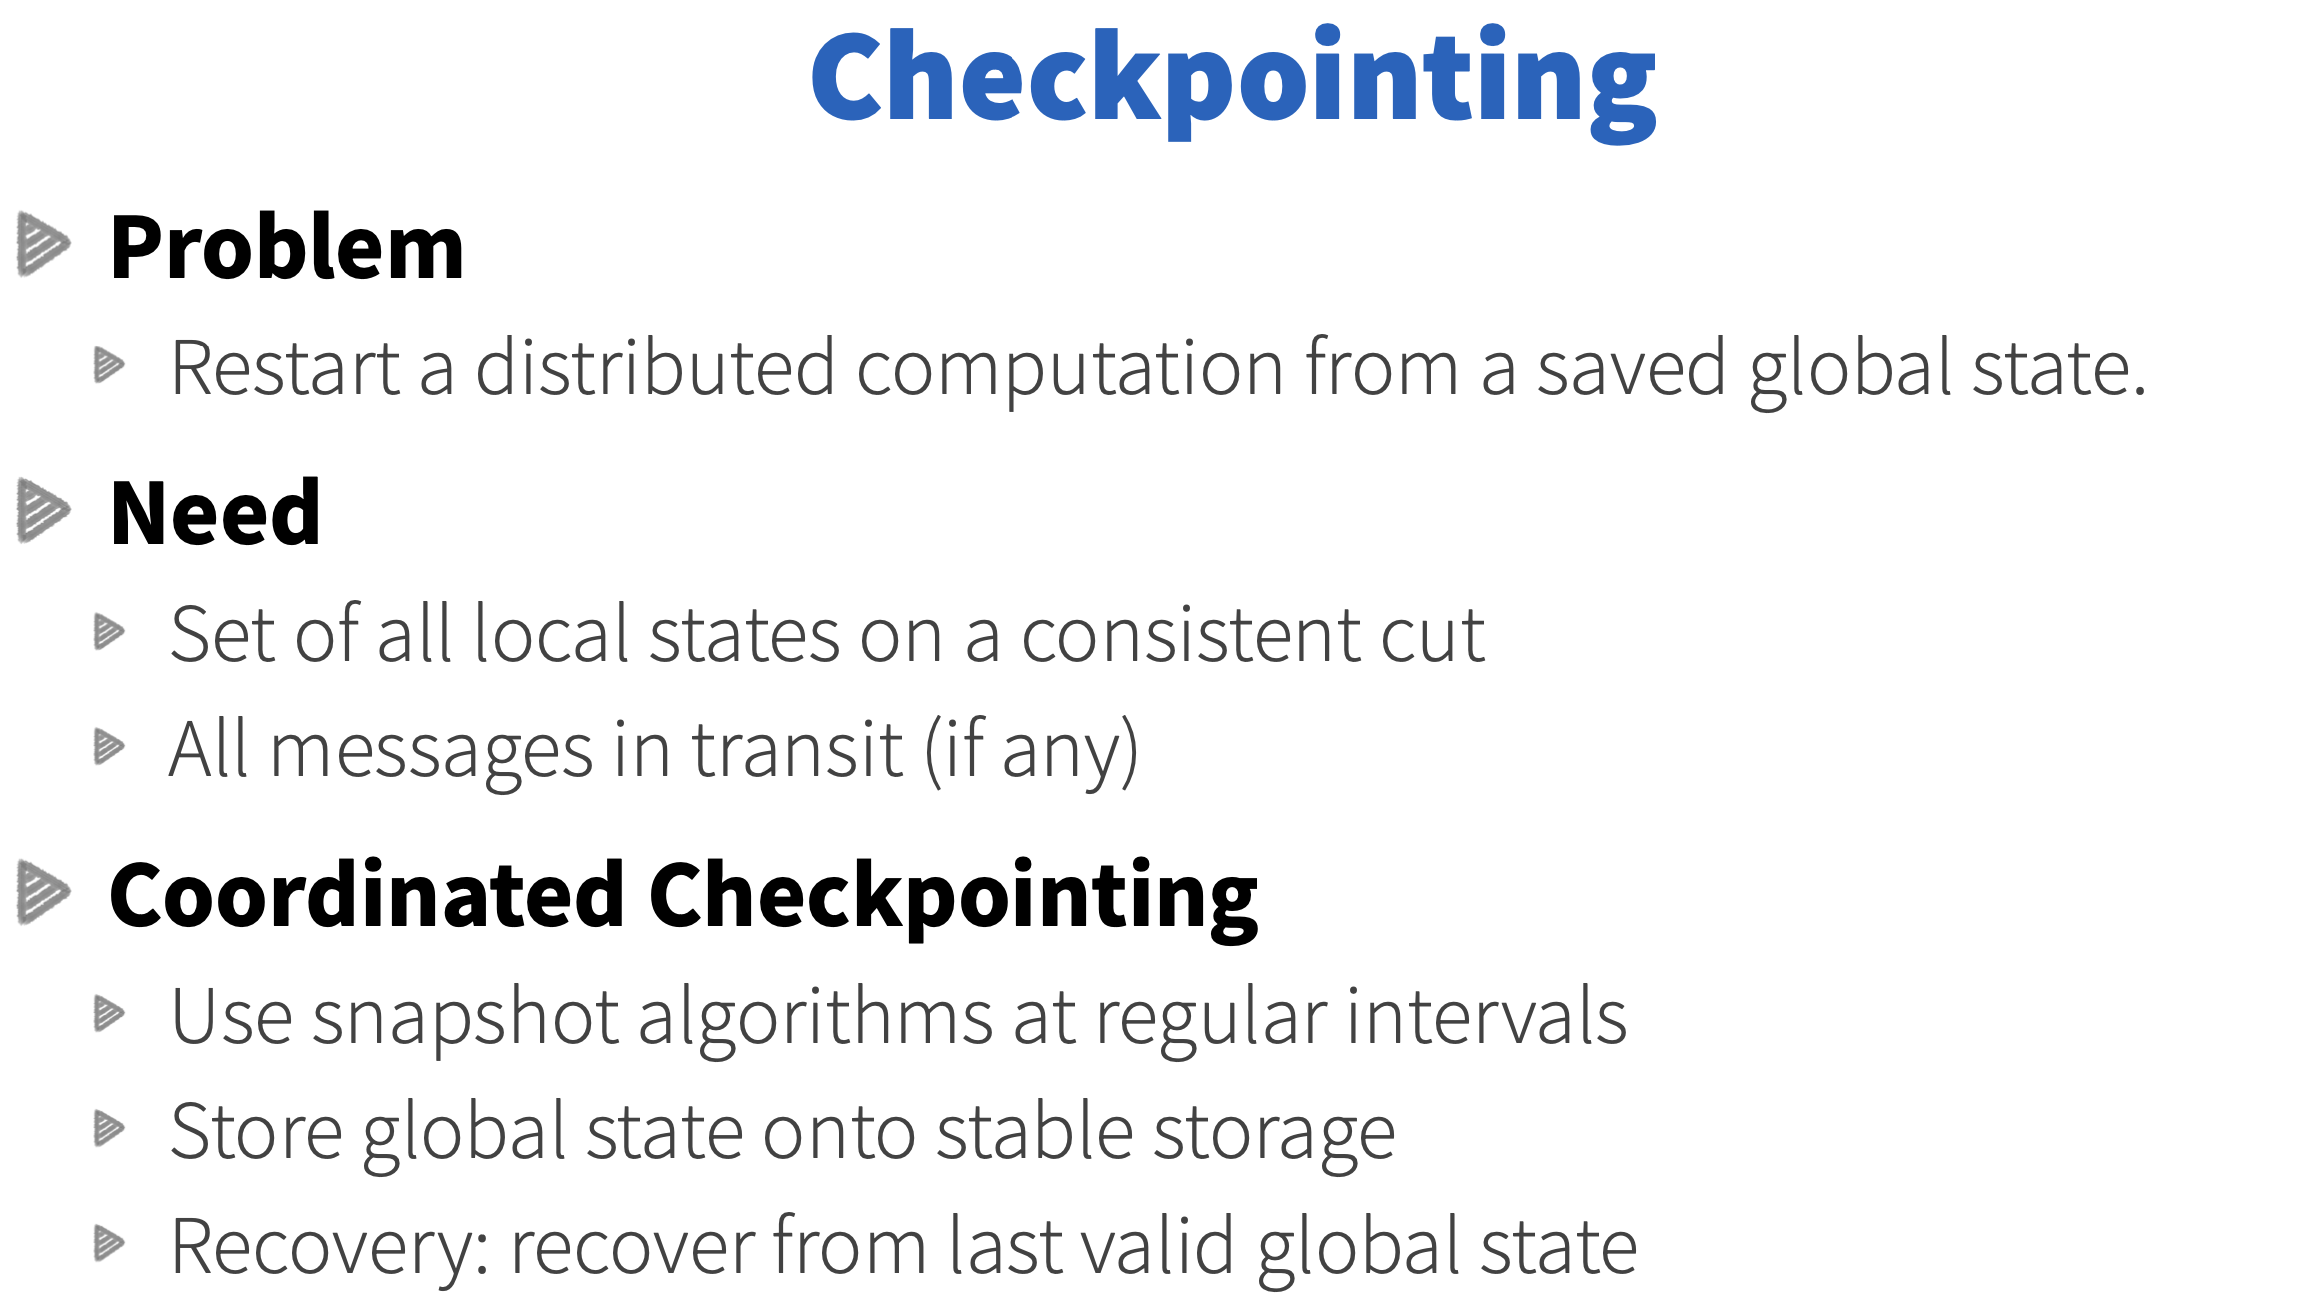 Checkpointing
Problem
Restart a distributed computation from a saved global state.
Need
Set of all local states on a consistent cut
All messages in transit (if any)
Coordinated Checkpointing
Use snapshot algorithms at regular intervals
Store global state onto stable storage
Recovery: recover from last valid global state